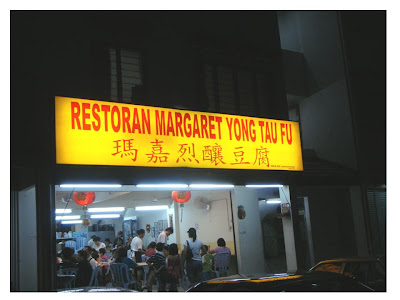 RESTORAN MARGARET YONG TAU FU
瑪嘉烈釀豆腐